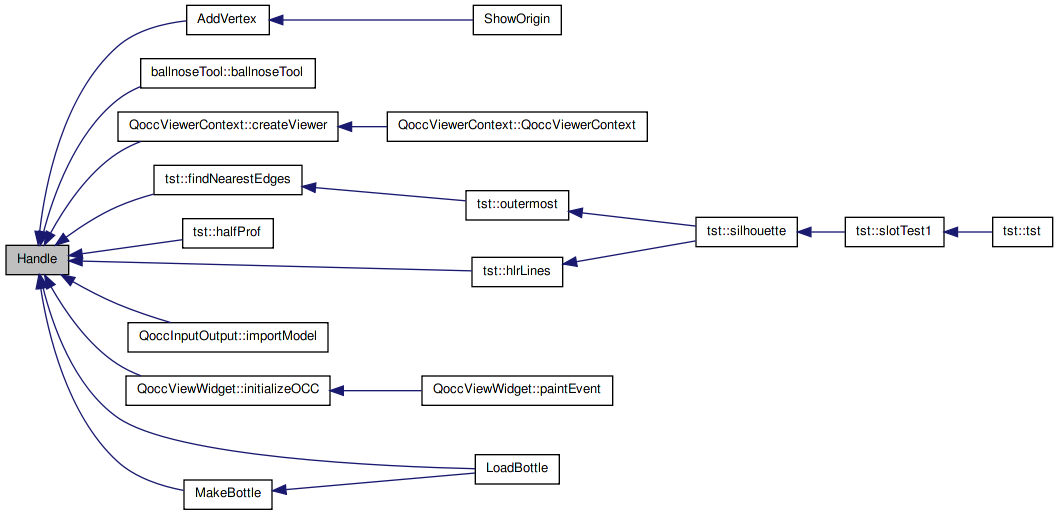 AddVertex
ShowOrigin
ballnoseTool::ballnoseTool
QoccViewerContext::createViewer
QoccViewerContext::QoccViewerContext
tst::findNearestEdges
tst::outermost
tst::halfProf
tst::silhouette
tst::slotTest1
tst::tst
Handle
tst::hlrLines
QoccInputOutput::importModel
QoccViewWidget::initializeOCC
QoccViewWidget::paintEvent
LoadBottle
MakeBottle